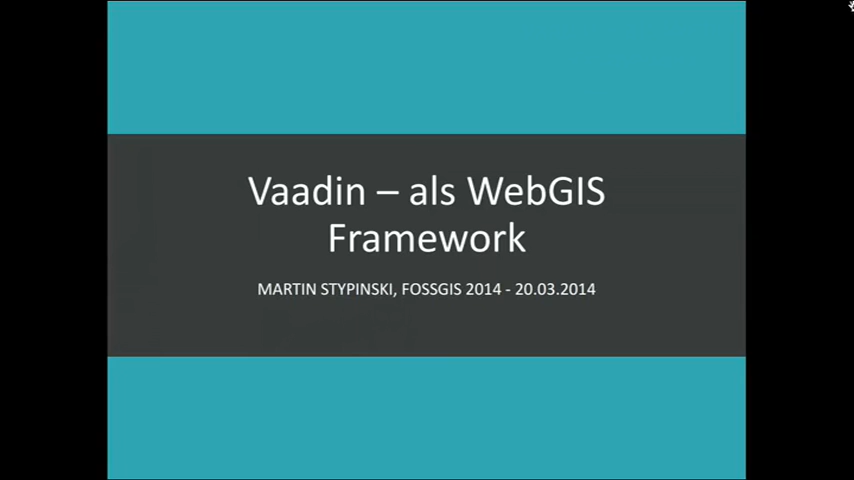 Vaadin – als WebGIS
Framework
MARTIN STYPINSKI, FOSSGIS 2014 - 20.03.2014